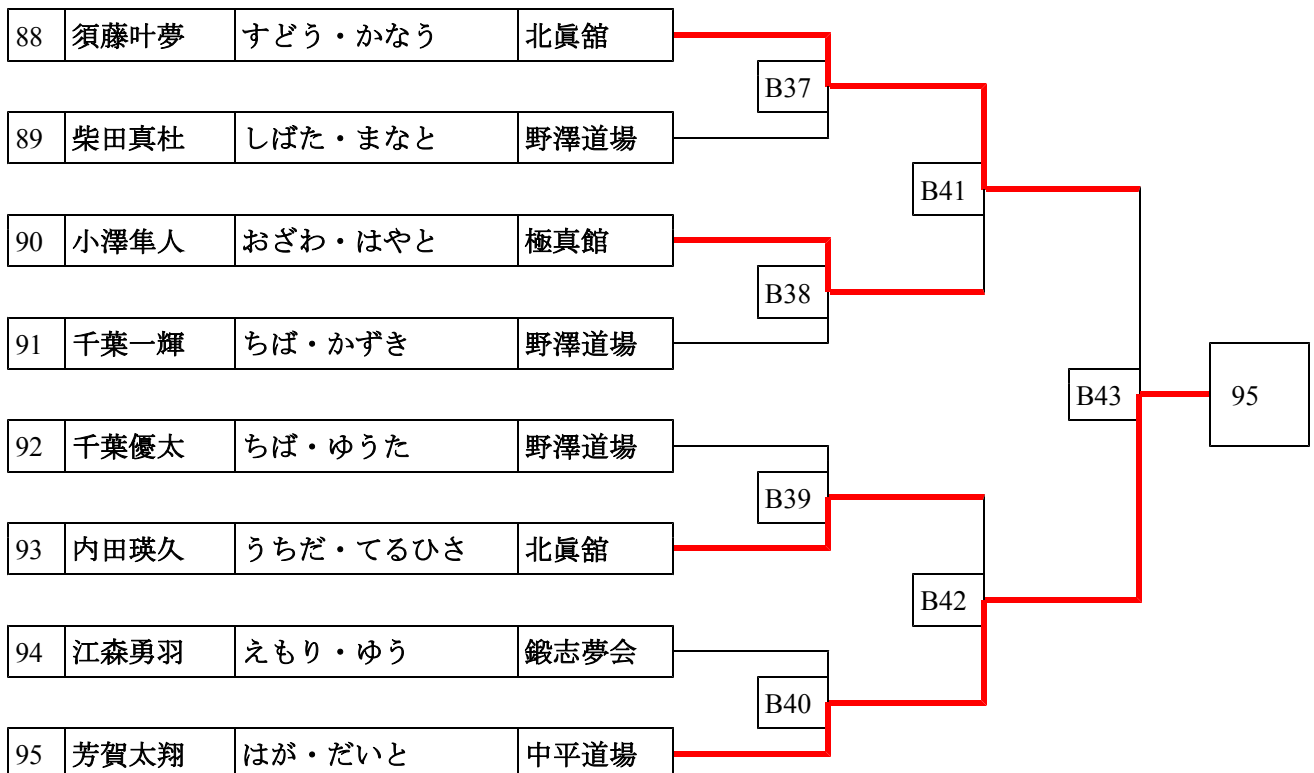 88 須藤叶夢 すどう・かなう 北眞舘
B37
89 柴田真杜 しばた・まなと 野澤道場
B41
90 小澤隼人 おざわ・はやと 極真館
B38
91 千葉一輝 ちば・かずき 野澤道場
B43 95
92 千葉優太 ちば・ゆうた 野澤道場
B39
93 内田瑛久 うちだ・てるひさ 北眞舘
B42
94 江森勇羽 えもり・ゆう 鍛志夢会
B40
95 芳賀太翔 はが・だいと 中平道場